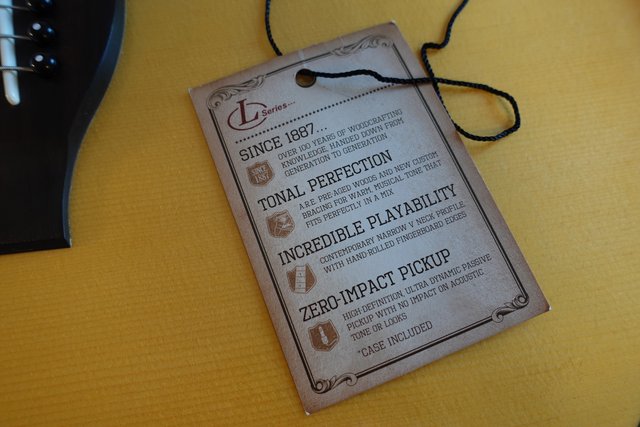 L Series...
SINCE 1887...
OVER 100 YEARS OF WOODCRAFTING
KNOWLEDGE, HANDED DOWN FROM
GENERATION TO GENERATION
SINCE
1887
TONAL PERFECTION
A.R.E. PRE-AGED WOODS AND NEW CUSTOM
BRACING FOR WARM, MUSICAL TONE THAT
FITS PERFECTLY IN A MIX
INCREDIBLE PLAYABILITY
CONTEMPORARY NARROW V NECK PROFILE
WITH HAND-ROLLED FINGERBOARD EDGES
ZERO-IMPACT PICKUP
HIGH DEFINITION, ULTRA DYNAMIC PASSIVE
PICKUP WITH NO IMPACT ON ACOUSTIC
TONE OR LOOKS
*CASE INCLUDED